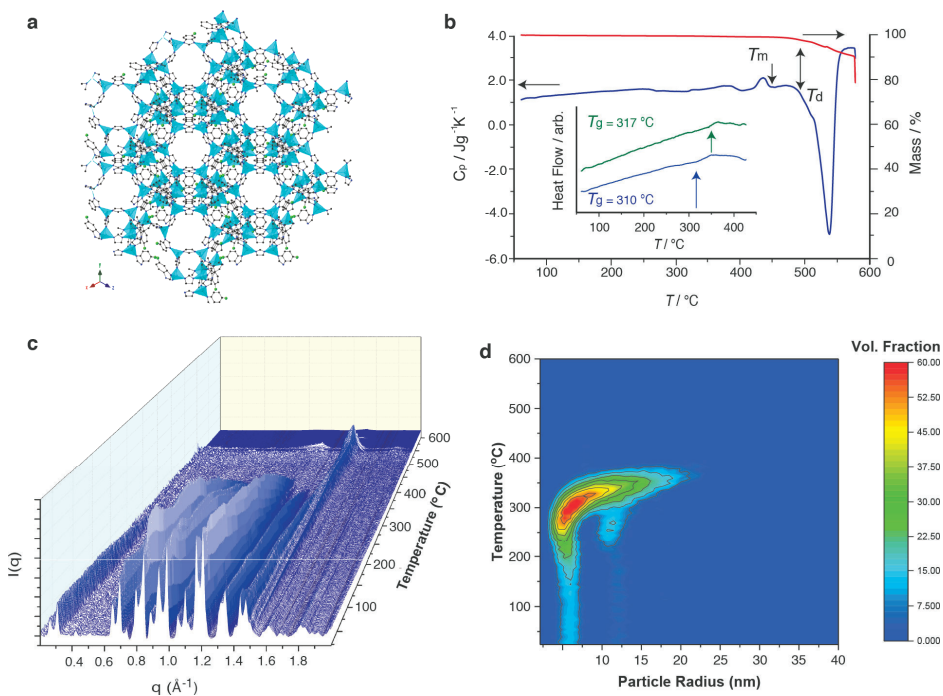 a
b
4.0
2.0
0.0
-2.0
-4.0
-6.0
Cp / Jg⁻¹K⁻¹
Tm
Td
100
80
60
40
20
0
Mass / %
Heat Flow / arb.
Tg = 317 °C
Tg = 310 °C
100 200 300 400
T / °C
100 200 300 400 500 600
T / °C
c
I(q)
0.4 0.6 0.8 1.0 1.2 1.4 1.6 1.8
q (Å⁻¹)
600
500
400
300
200
100
Temperature (°C)
d
600
500
400
300
200
100
Temperature (°C)
5 10 15 20 25 30 35 40
Particle Radius (nm)
Vol. Fraction
60.00
52.50
45.00
37.50
30.00
22.50
15.00
7.500
0.000